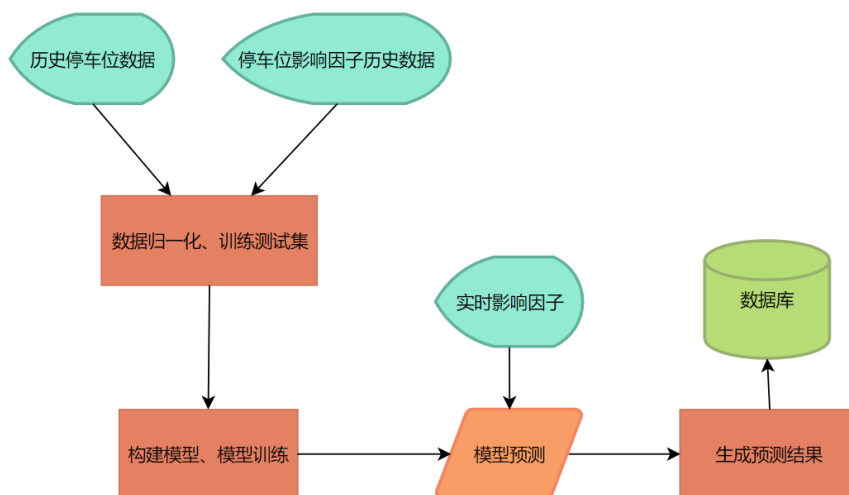 历史停车位数据
停车位影响因子历史数据
数据归一化、训练测试集
实时影响因子
数据库
构建模型、模型训练
模型预测
生成预测结果